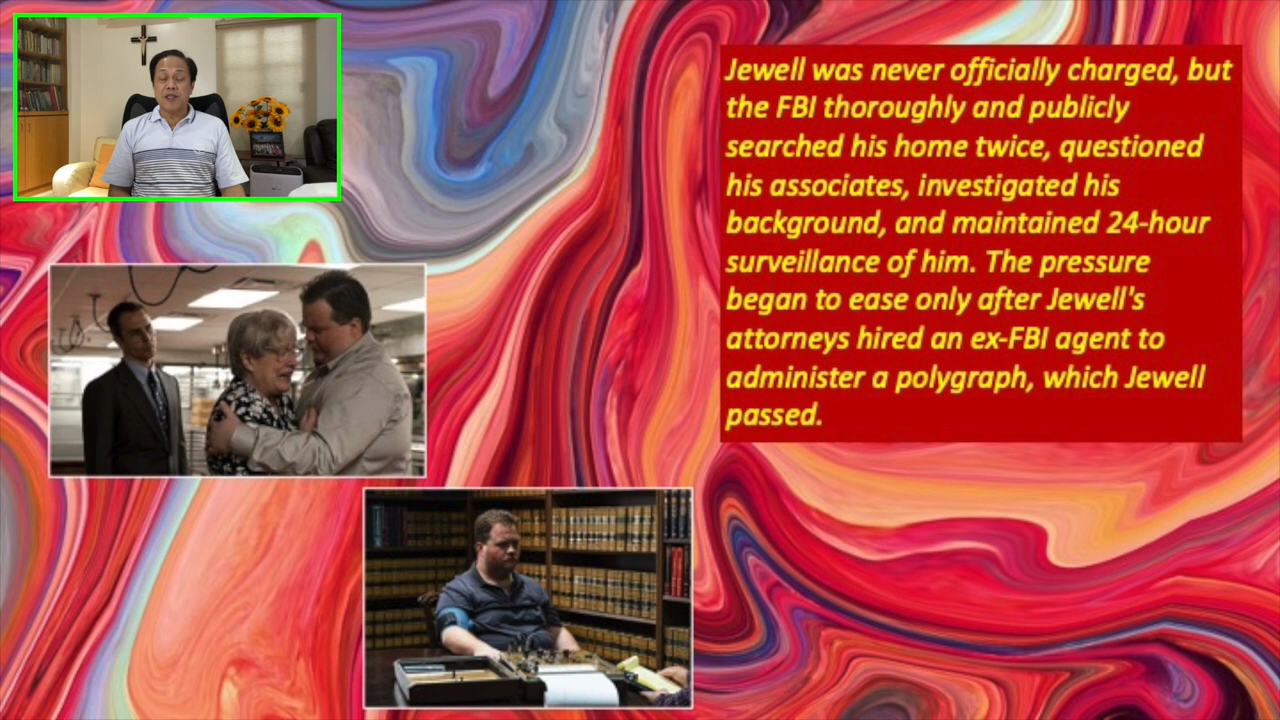 Jewell was never officially charged, but
the FBI thoroughly and publicly
searched his home twice, questioned
his associates, investigated his
background, and maintained 24-hour
surveillance of him. The pressure
began to ease only after Jewell's
attorneys hired an ex-FBI agent to
administer a polygraph, which Jewell
passed.